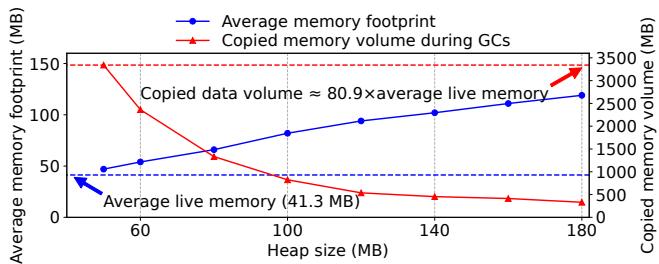 Average memory footprint
Copied memory volume during GCs
Average memory footprint (MB)
150
100
50
0
Copied data volume ≈ 80.9×average live memory
Average live memory (41.3 MB)
3500
3000
2500
2000
1500
1000
500
0
Copied memory volume (MB)
60
100
140
180
Heap size (MB)